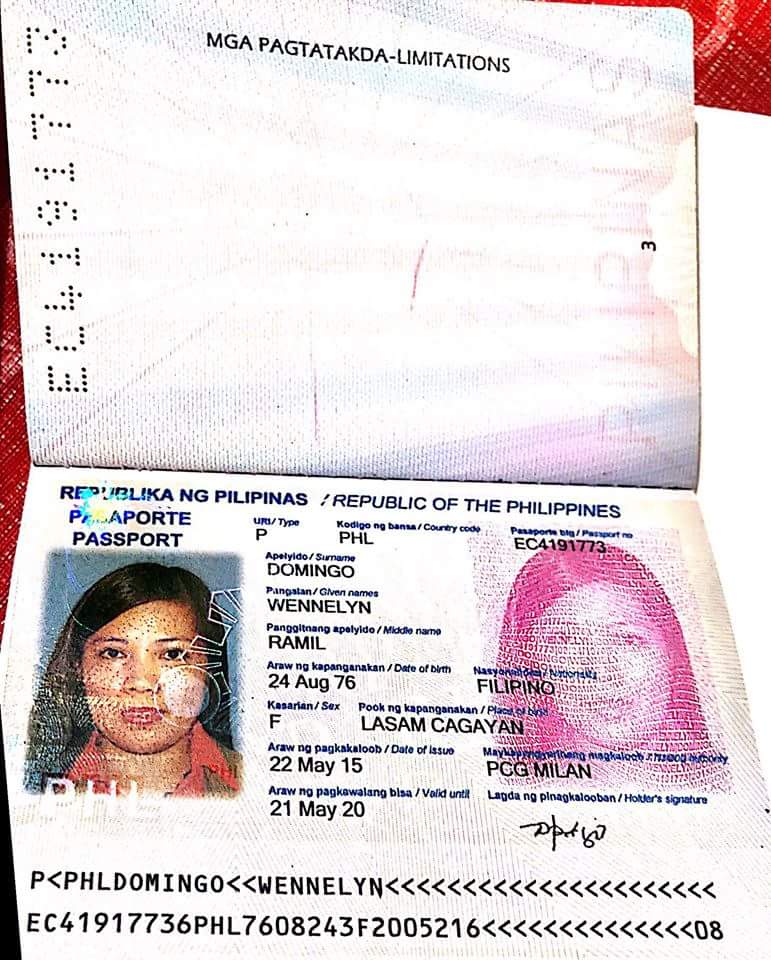 MGA PAGTATAKDA-LIMITATIONS
EC4191773
3
REPUBLIKA NG PILIPINAS / REPUBLIC OF THE PHILIPPINES
PASAPORTE
PASSPORT
URI/ Type
P
Kodigo ng bansa / Country code
PHL
Pasaporte blg / Passport no
EC4191773
Apelyido / Surname
DOMINGO
Pangalan / Given names
WENNELYN
Panggitnang apelyido / Middle name
RAMIL
Araw ng kapanganakan / Date of birth
24 Aug 76
Nasyonalidad / Nationality
FILIPINO
Kasarian / Sex
F
Pook ng kapanganakan / Place of birth
LASAM CAGAYAN
Araw ng pagkakaloob / Date of issue
22 May 15
Maykapangyarihang magkaloob / Issuing authority
PCG MILAN
Araw ng pagkawalang bisa / Valid until
21 May 20
Lagda ng pinagkalooban / Holder's signature
PHL
PHL
P<PHLDOMINGO<<WENNELYN<<<<<<<<<<<<<<<<<<<<<<
EC41917736PHL7608243F2005216<<<<<<<<<<<<<<08